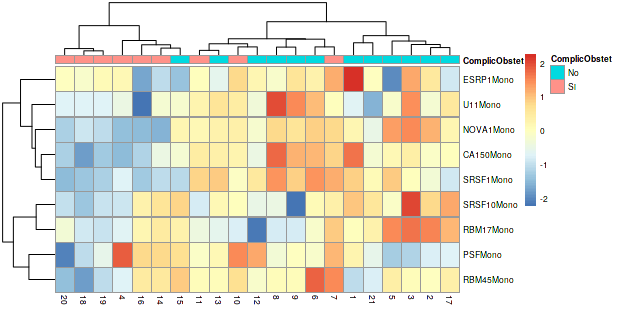 ComplicObstet
ComplicObstet
No
SI
2
1
0
-1
-2
ESRP1Mono
U11Mono
NOVA1Mono
CA150Mono
SRSF1Mono
SRSF10Mono
RBM17Mono
PSFMono
RBM45Mono
20 18 19 4 16 14 15 11 13 10 12 8 9 6 7 1 21 5 3 2 17